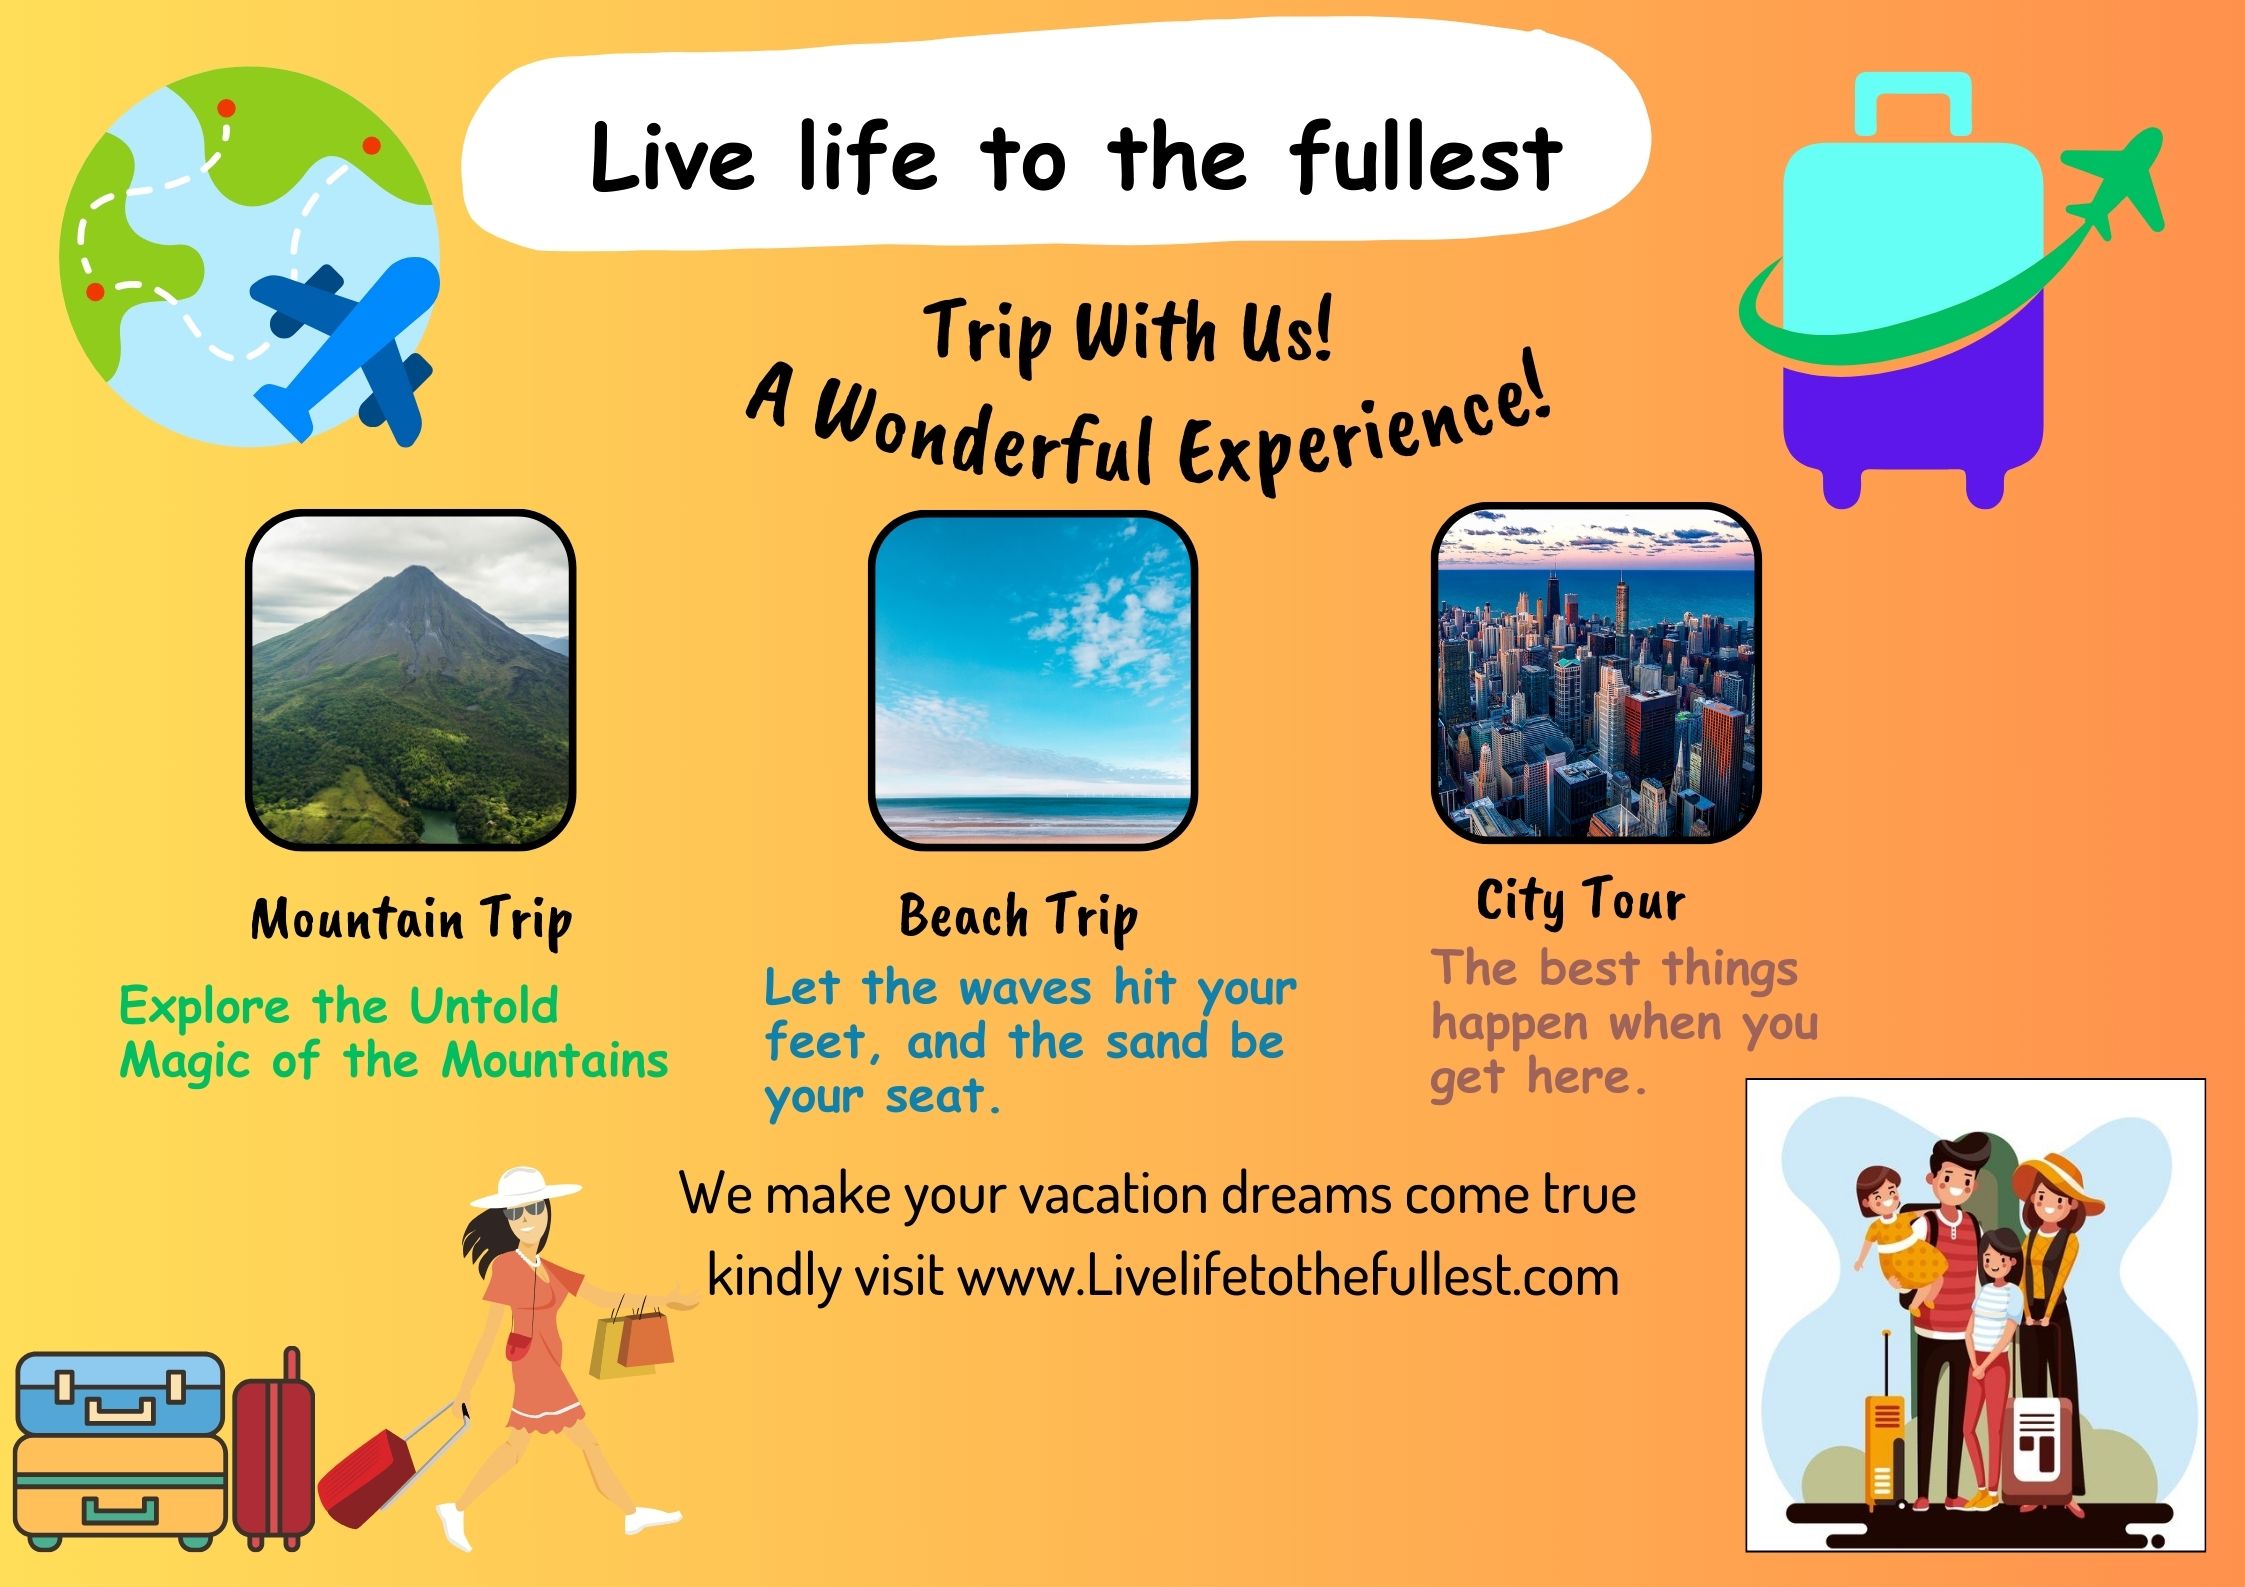 Live life to the fullest
Trip With Us!
A Wonderful Experience!
Mountain Trip
Explore the Untold
Magic of the Mountains
Beach Trip
Let the waves hit your
feet, and the sand be
your seat.
City Tour
The best things
happen when you
get here.
We make your vacation dreams come true
kindly visit www.Livelifetothefullest.com